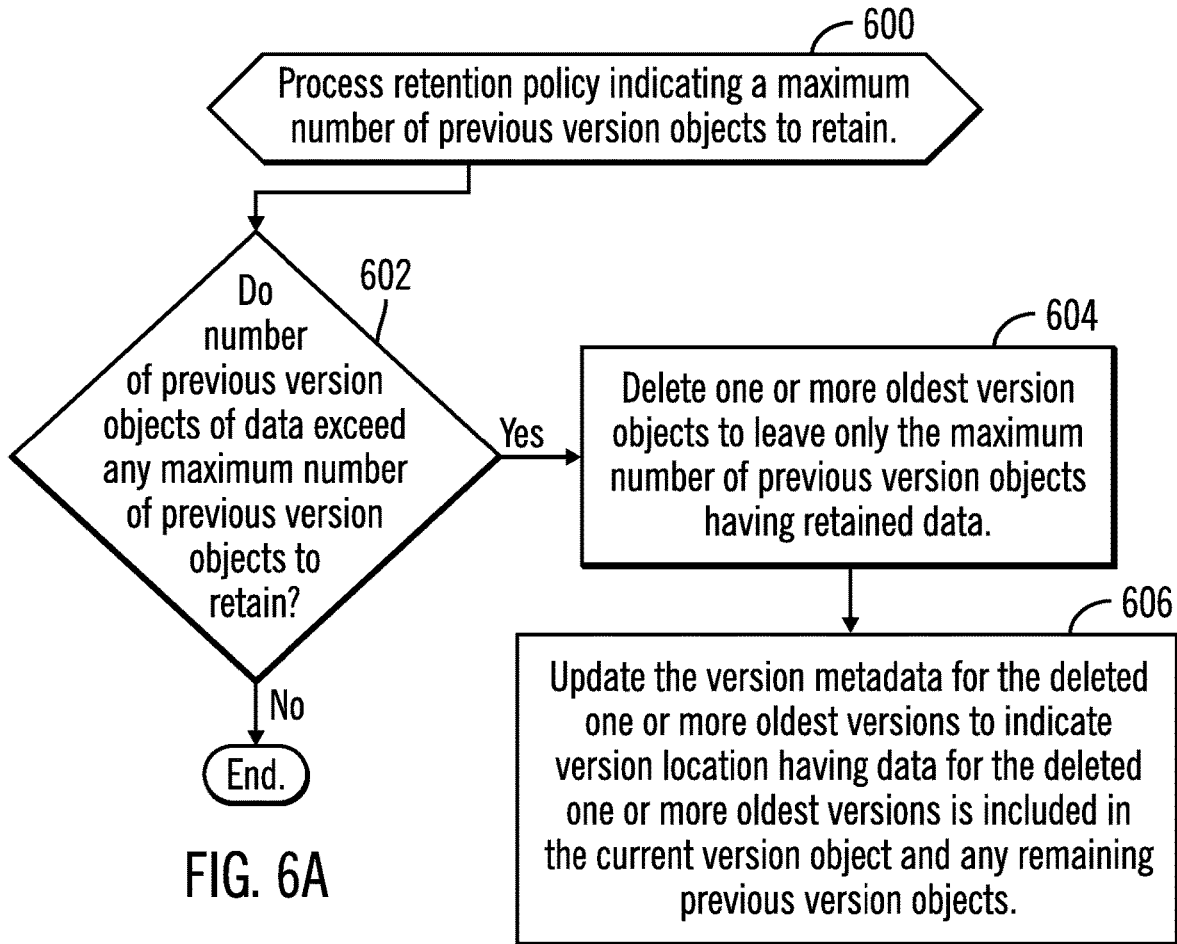 600
Process retention policy indicating a maximum
number of previous version objects to retain.
602
Do
number
of previous version
objects of data exceed
any maximum number
of previous version
objects to
retain?
Yes
604
Delete one or more oldest version
objects to leave only the maximum
number of previous version objects
having retained data.
606
Update the version metadata for the deleted
one or more oldest versions to indicate
version location having data for the deleted
one or more oldest versions is included in
the current version object and any remaining
previous version objects.
No
End.
FIG. 6A